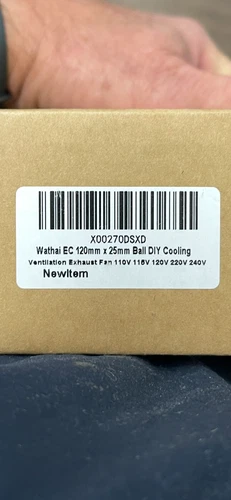 X00270DSXD
Wathai EC 120mm x 25mm Ball DIY Cooling
Ventilation Exhaust Fan 110V 115V 120V 220V 240V
NewItem